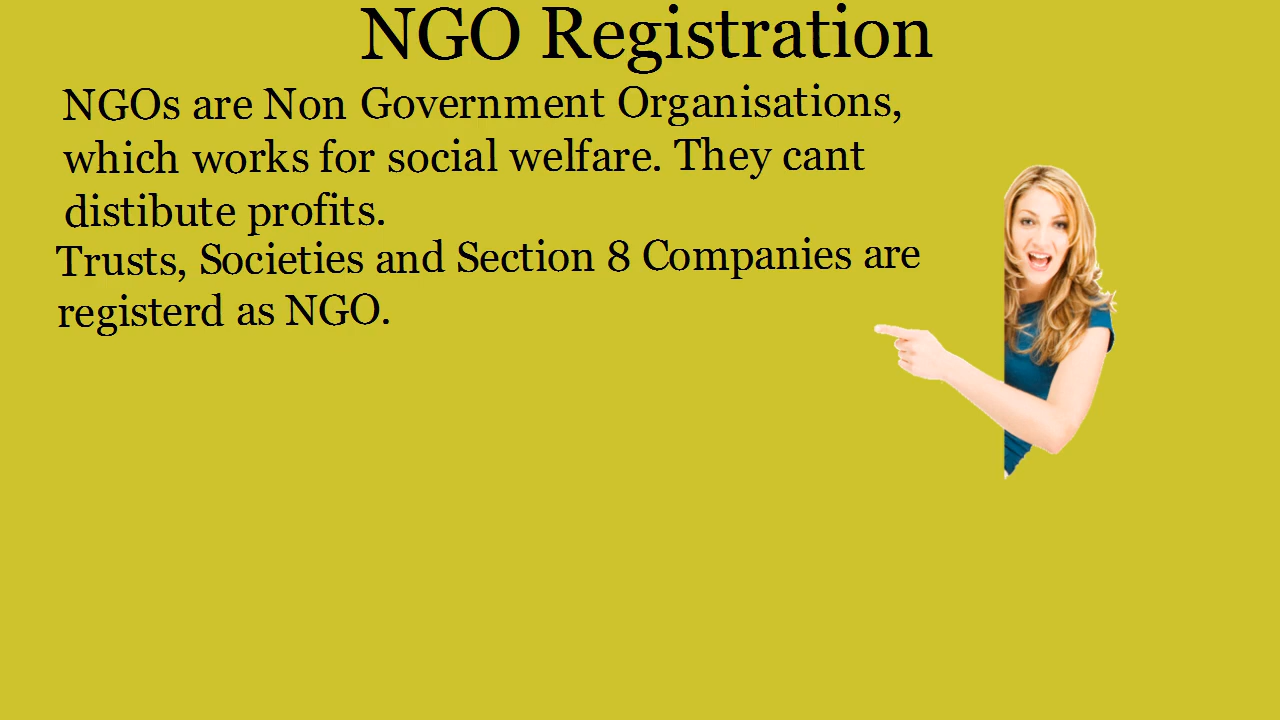 NGO Registration
NGOs are Non Government Organisations,
which works for social welfare. They cant
distibute profits.
Trusts, Societies and Section 8 Companies are
registerd as NGO.